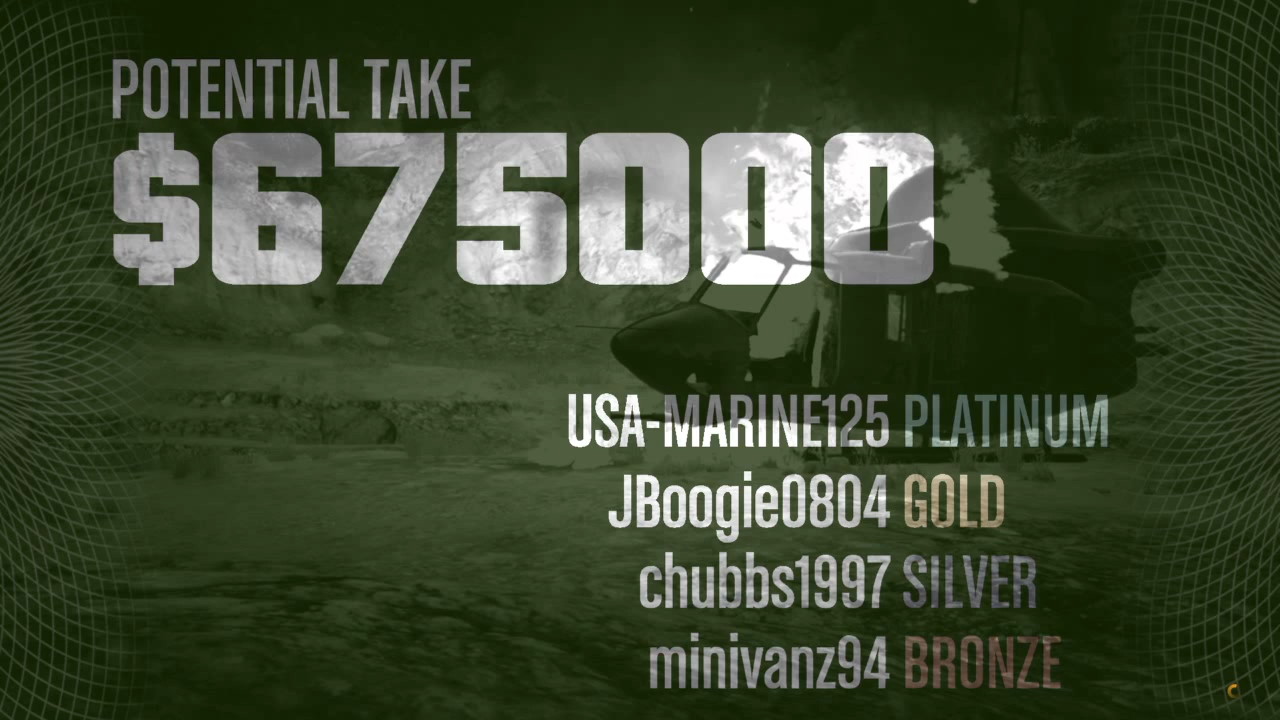 POTENTIAL TAKE
$675000
USA-MARINE125 PLATINUM
JBoogie0804 GOLD
chubbs1997 SILVER
minivanz94 BRONZE